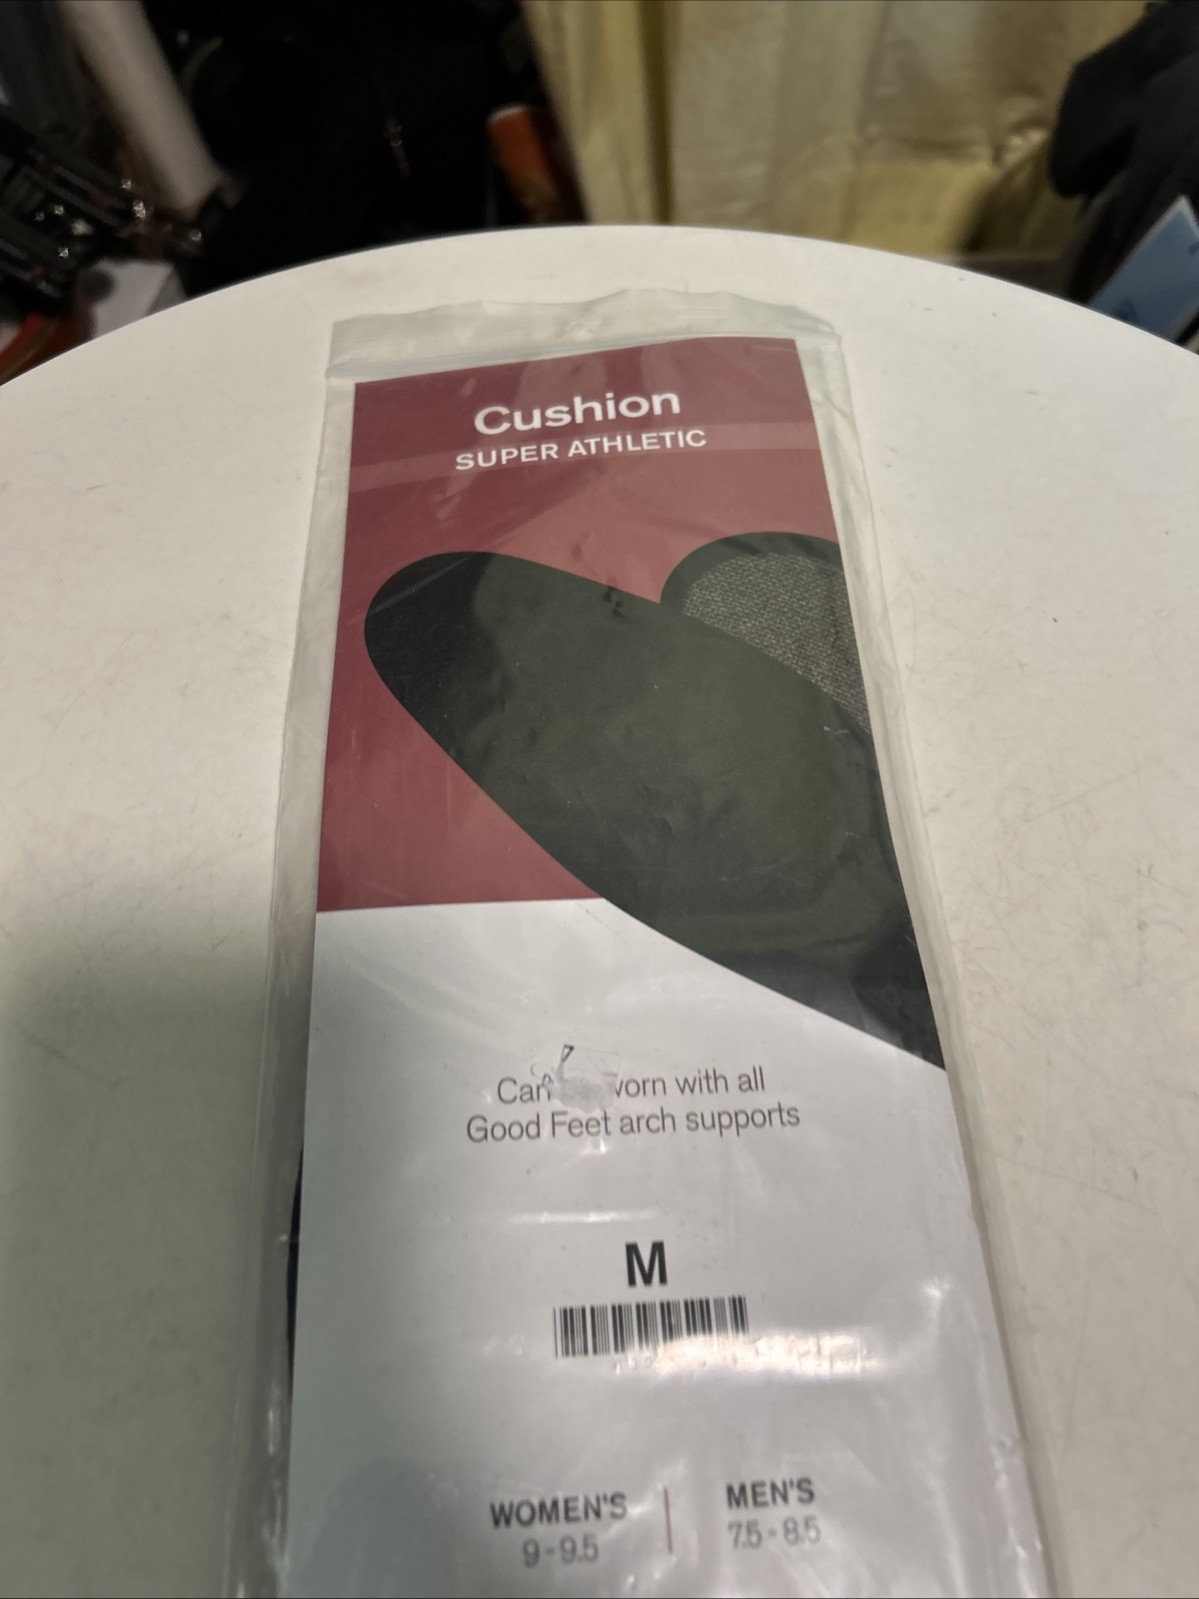 Cushion
SUPER ATHLETIC
Can worn with all
Good Feet arch supports
M
WOMEN'S
9 - 9.5
MEN'S
7.5 - 8.5